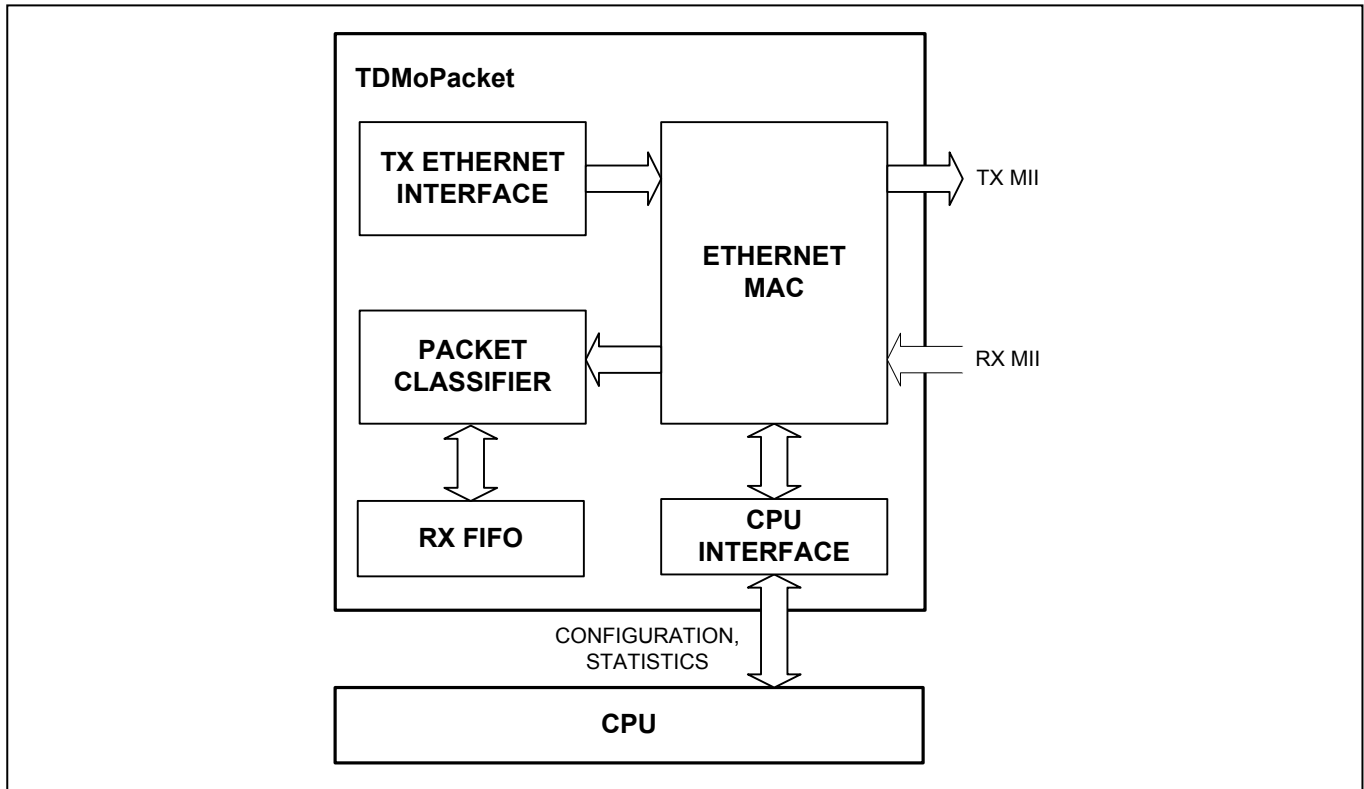 TDMoPacket
TX ETHERNET
INTERFACE
ETHERNET
MAC
TX MII
PACKET
CLASSIFIER
RX MII
RX FIFO
CPU
INTERFACE
CONFIGURATION,
STATISTICS
CPU